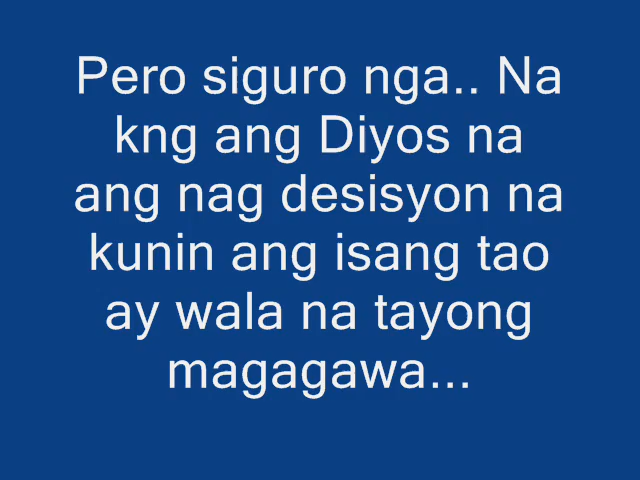 Pero siguro nga.. Na
kng ang Diyos na
ang nag desisyon na
kunin ang isang tao
ay wala na tayong
magagawa...